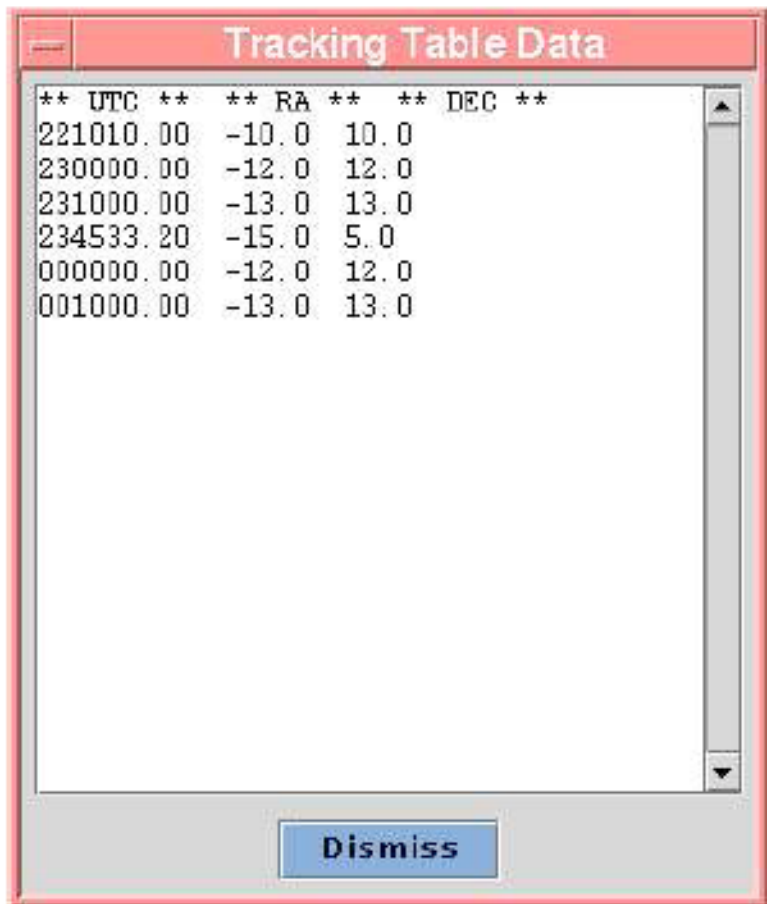 Tracking Table Data
** UTC ** ** RA ** ** DEC **
221010.00 -10.0 10.0
230000.00 -12.0 12.0
231000.00 -13.0 13.0
234533.20 -15.0 5.0
000000.00 -12.0 12.0
001000.00 -13.0 13.0
Dismiss